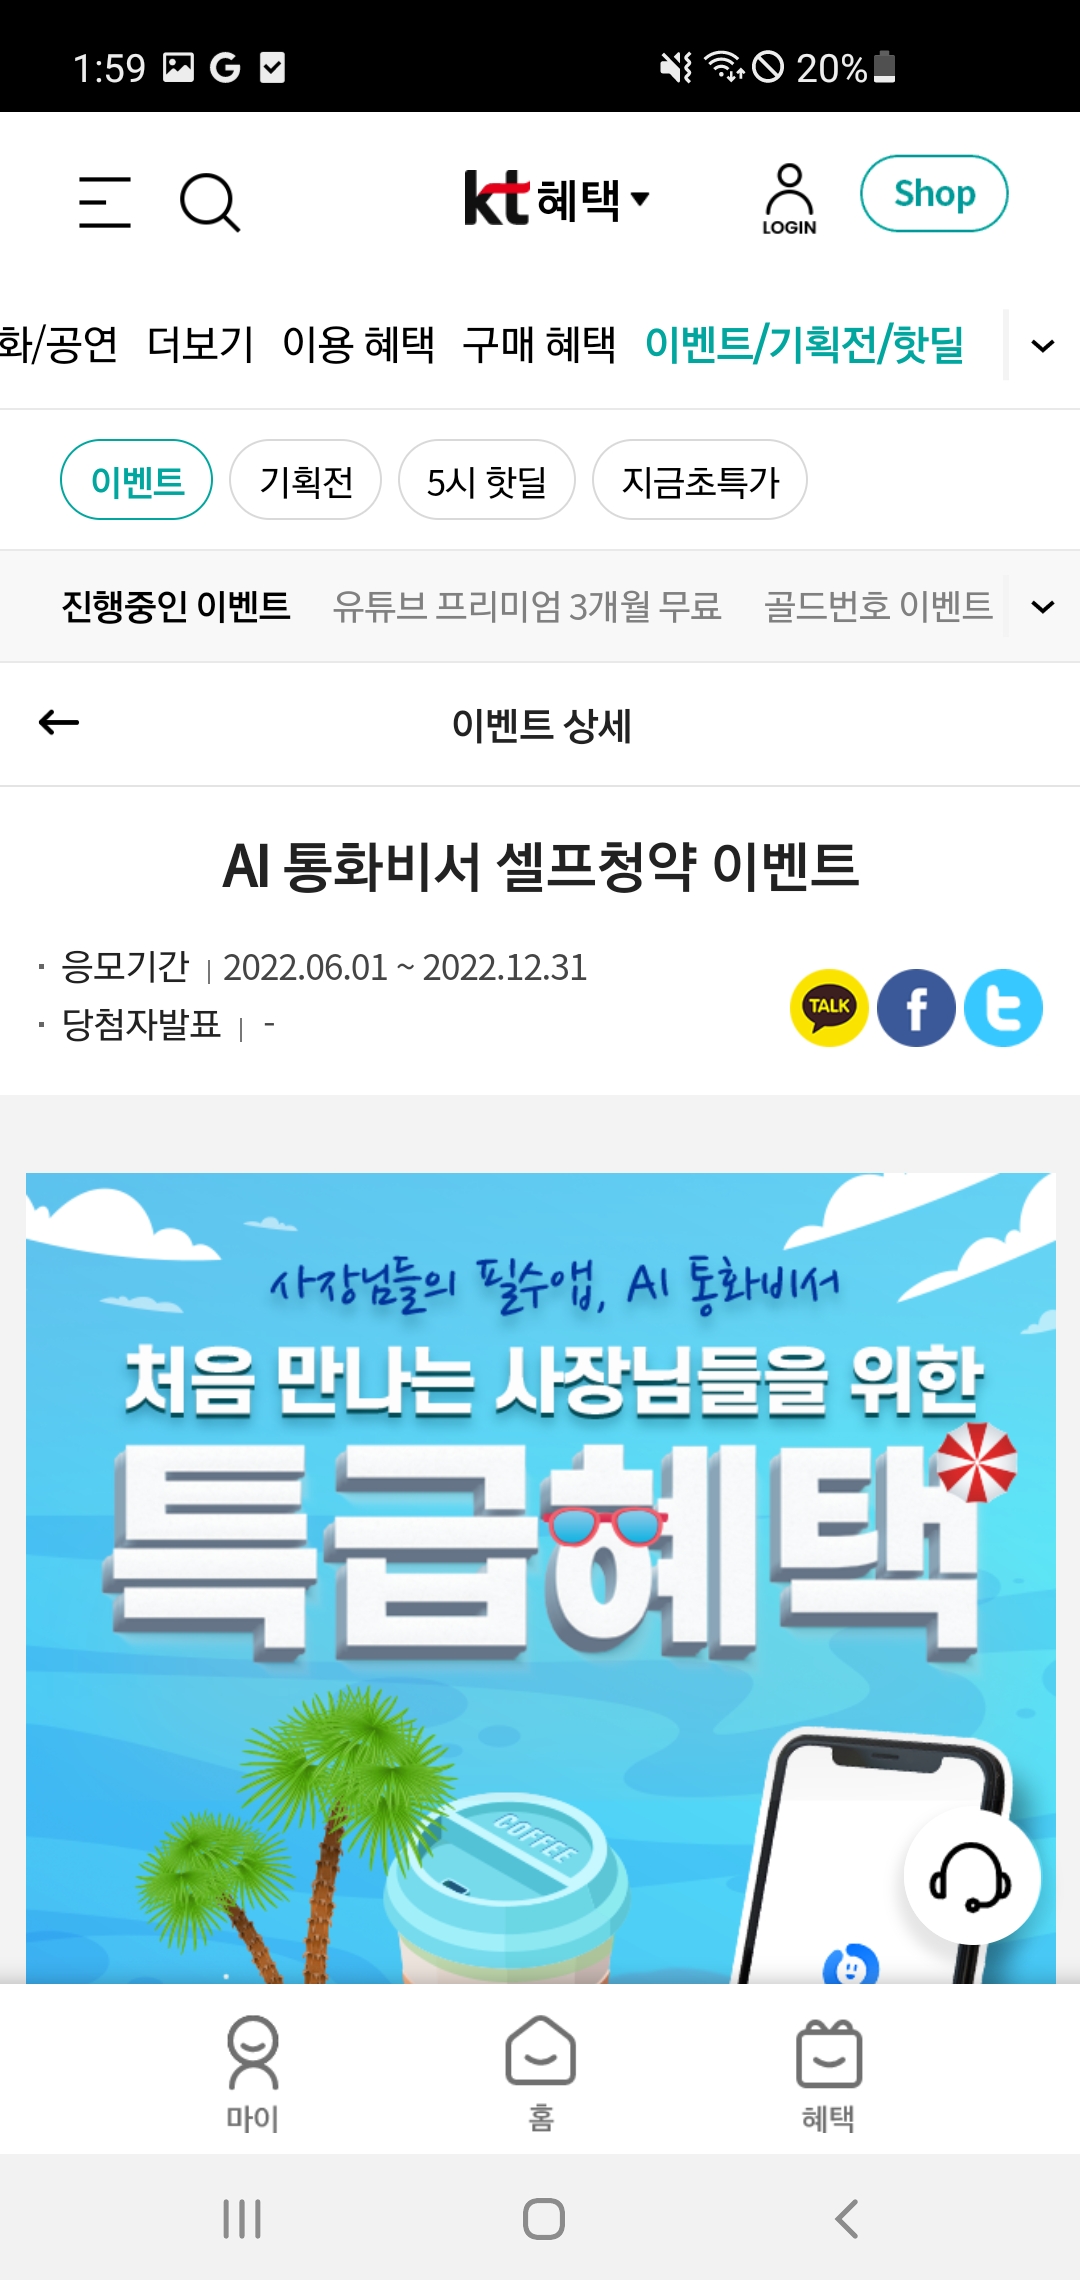 1:59 G 20%
kt 혜택 LOGIN Shop
화/공연 더보기 이용 혜택 구매 혜택 이벤트/기획전/핫딜
이벤트 기획전 5시 핫딜 지금초특가
진행중인 이벤트 유튜브 프리미엄 3개월 무료 골드번호 이벤트
이벤트 상세
AI 통화비서 셀프청약 이벤트
· 응모기간 | 2022.06.01 ~ 2022.12.31
· 당첨자발표 | -
TALK f t
사장님들의 필수앱, AI 통화비서
처음 만나는 사장님들을 위한
특급혜택
COFFEE
마이 홈 혜택